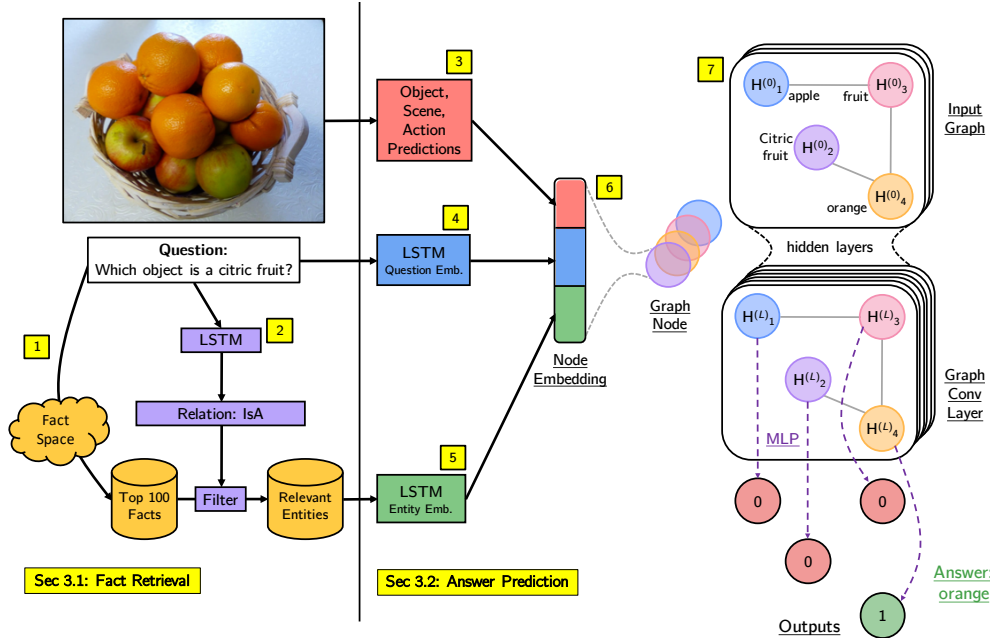 Question:
Which object is a citric fruit?
1
Fact
Space
LSTM
2
Relation: IsA
Top 100
Facts
Filter
Relevant
Entities
Sec 3.1: Fact Retrieval
3
Object,
Scene,
Action
Predictions
4
LSTM
Question Emb.
5
LSTM
Entity Emb.
Sec 3.2: Answer Prediction
6
Node
Embedding
Graph
Node
7
H(0)1
apple
H(0)3
fruit
H(0)2
Citric
fruit
H(0)4
orange
Input
Graph
hidden layers
H(L)1
H(L)3
H(L)2
H(L)4
Graph
Conv
Layer
MLP
0
0
0
1
Answer:
orange
Outputs